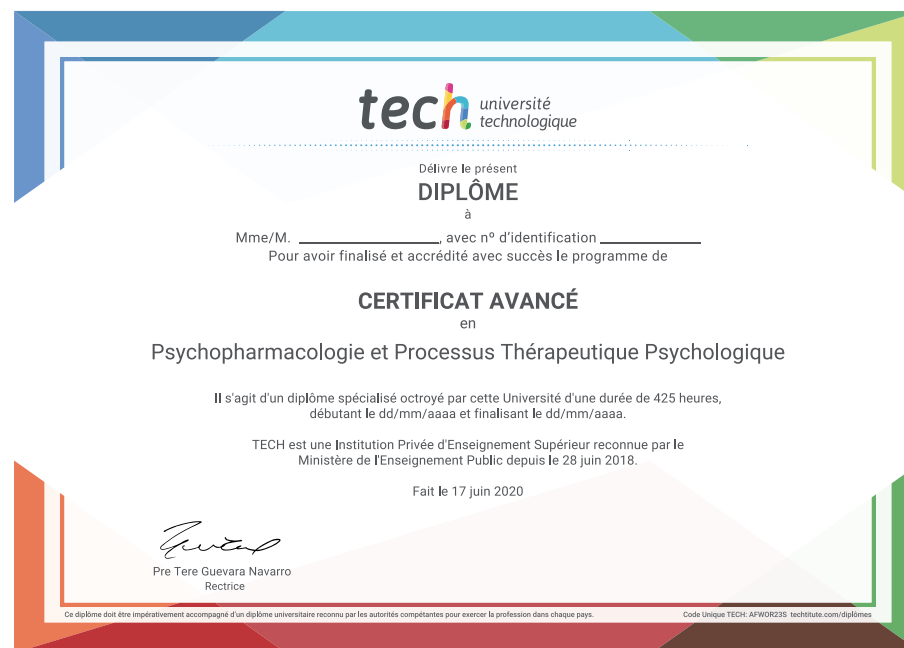 tech université
technologique
Délivre le présent
DIPLÔME
à
Mme/M. ____________________, avec nº d'identification ______________
Pour avoir finalisé et accrédité avec succès le programme de
CERTIFICAT AVANCÉ
en
Psychopharmacologie et Processus Thérapeutique Psychologique
Il s'agit d'un diplôme spécialisé octroyé par cette Université d'une durée de 425 heures,
débutant le dd/mm/aaaa et finalisant le dd/mm/aaaa.
TECH est une Institution Privée d'Enseignement Supérieur reconnue par le
Ministère de l'Enseignement Public depuis le 28 juin 2018.
Fait le 17 juin 2020
Pre Tere Guevara Navarro
Rectrice
Ce diplôme doit être impérativement accompagné d'un diplôme universitaire reconnu par les autorités compétentes pour exercer la profession dans chaque pays. Code Unique TECH: AFWOR23S techtitute.com/diplômes